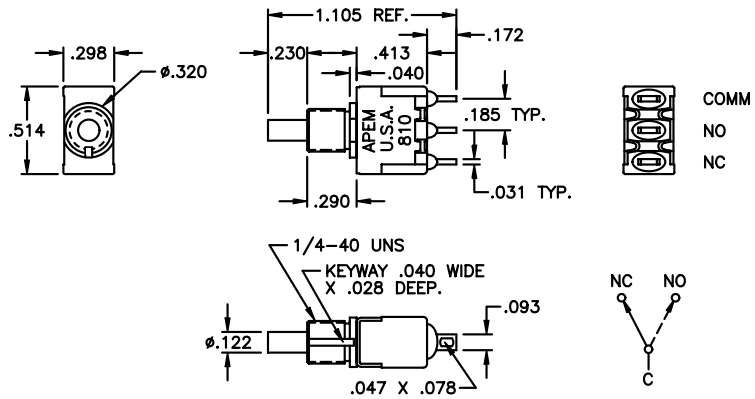 1.105 REF.
.298
.230
.413
.172
ø.320
.040
COMM
.514
APEM
U.S.A.
810
.185 TYP.
NO
NC
.031 TYP.
.290
1/4-40 UNS
KEYWAY .040 WIDE
X .028 DEEP.
NC
NO
.093
ø.122
.047 X .078
C